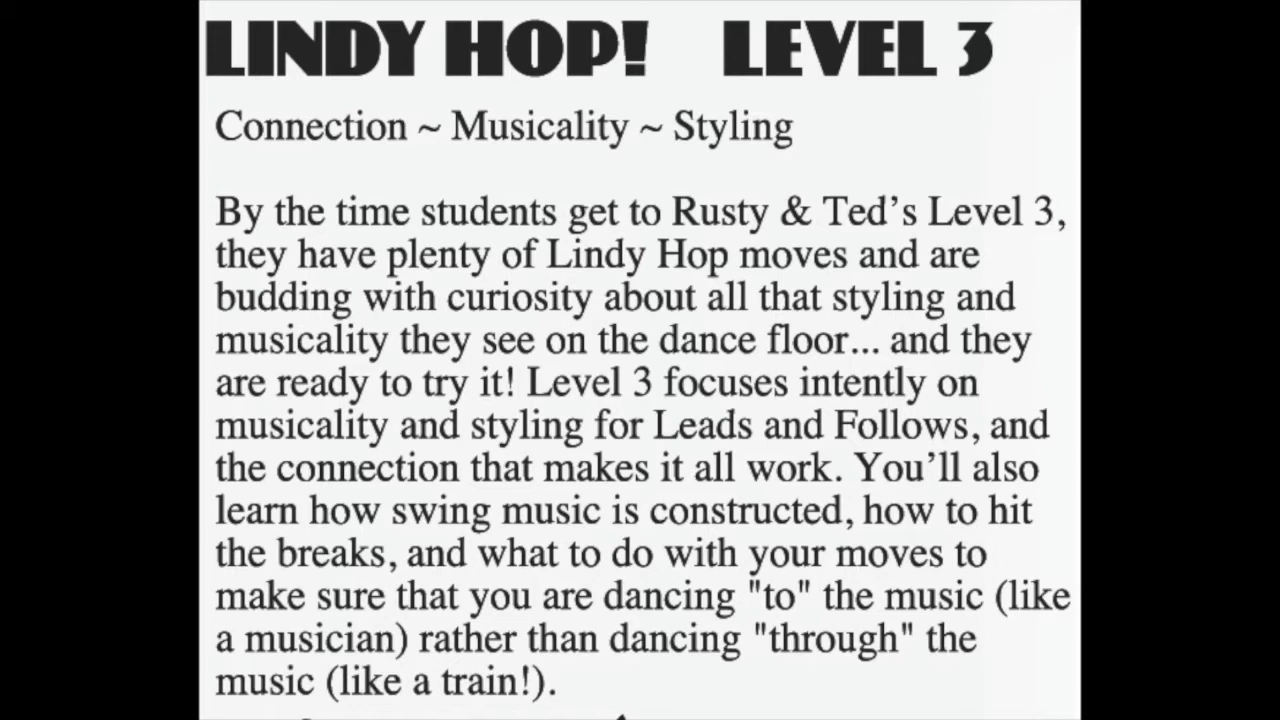 LINDY HOP! LEVEL 3
Connection ~ Musicality ~ Styling
By the time students get to Rusty & Ted’s Level 3,
they have plenty of Lindy Hop moves and are
budding with curiosity about all that styling and
musicality they see on the dance floor... and they
are ready to try it! Level 3 focuses intently on
musicality and styling for Leads and Follows, and
the connection that makes it all work. You’ll also
learn how swing music is constructed, how to hit
the breaks, and what to do with your moves to
make sure that you are dancing "to" the music (like
a musician) rather than dancing "through" the
music (like a train!).